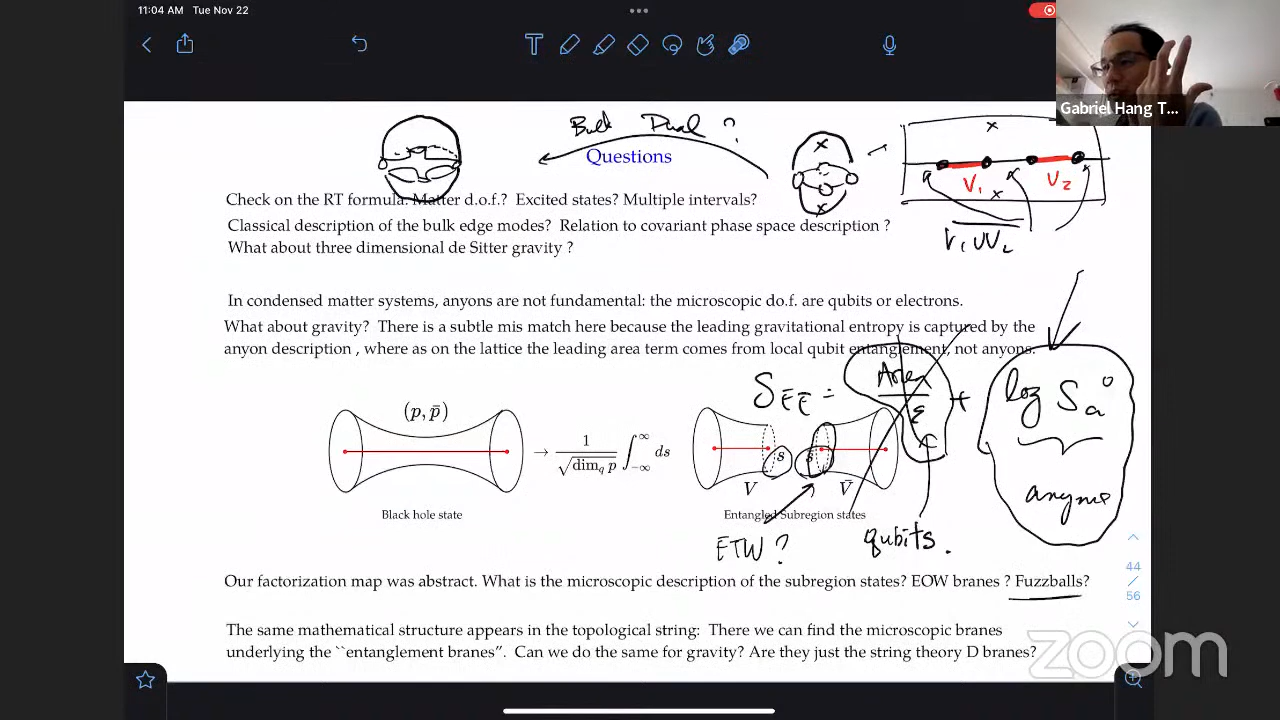 11:04 AM Tue Nov 22
Gabriel Hang T...
Bulk Dual ?
Questions
Check on the RT formula. Matter d.o.f.? Excited states? Multiple intervals?
V₁ V₂
Classical description of the bulk edge modes? Relation to covariant phase space description ?
V₁UV₂
What about three dimensional de Sitter gravity ?
In condensed matter systems, anyons are not fundamental: the microscopic do.f. are qubits or electrons.
What about gravity? There is a subtle mis match here because the leading gravitational entropy is captured by the
anyon description , where as on the lattice the leading area term comes from local qubit entanglement, not anyons.
S_EE = Area/ε + log S_a^0
(p, p̄)
→ 1/√(dim_q p) ∫_{-∞}^{∞} ds
s s
V V̄
anyons
Black hole state
Entangled Subregion states
ETW ?
qubits.
Our factorization map was abstract. What is the microscopic description of the subregion states? EOW branes ? Fuzzballs?
44
/
56
The same mathematical structure appears in the topological string: There we can find the microscopic branes
underlying the ``entanglement branes”. Can we do the same for gravity? Are they just the string theory D branes?
zoom